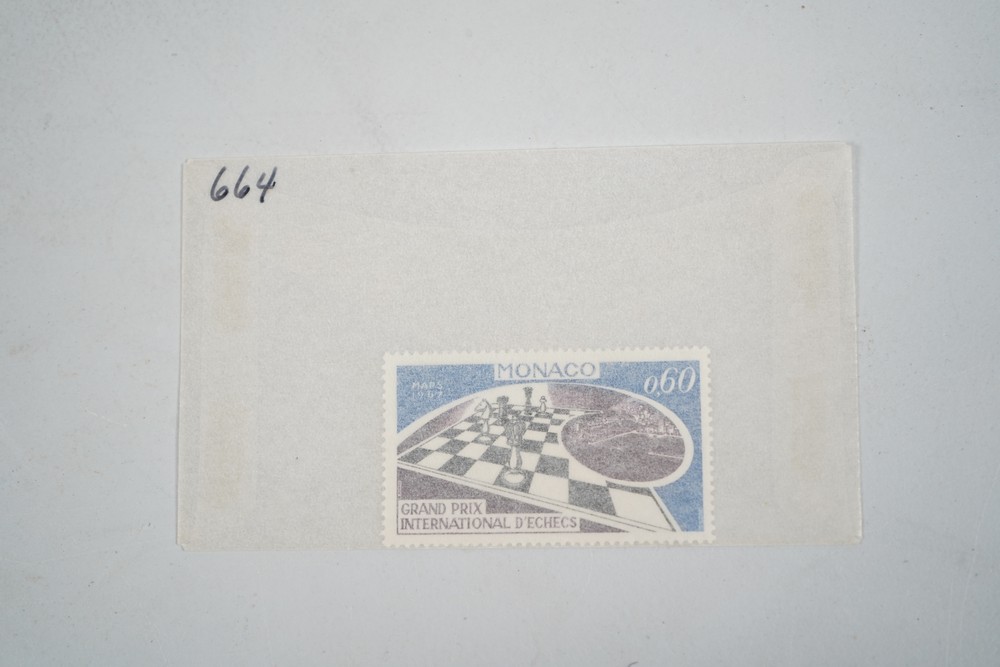 664
MONACO
0,60
MARS
1967
GRAND PRIX
INTERNATIONAL D'ECHECS